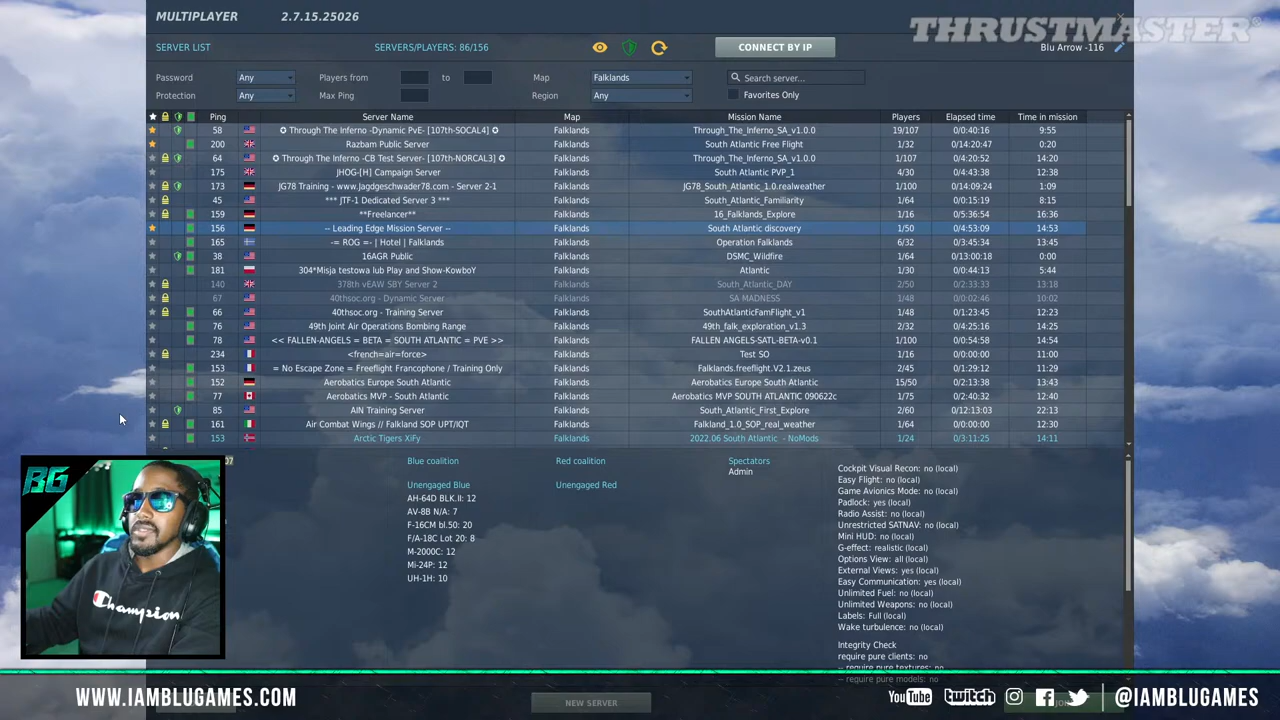 MULTIPLAYER 2.7.15.25026
THRUSTMASTER®
SERVER LIST SERVERS/PLAYERS: 86/156 CONNECT BY IP Blu Arrow -116
Password Any Players from to Map Falklands Search server...
Protection Any Max Ping Region Any Favorites Only
Ping Server Name Map Mission Name Players Elapsed time Time in mission
58 ✪ Through The Inferno -Dynamic PvE- [107th-SOCAL4] ✪ Falklands Through_The_Inferno_SA_v1.0.0 19/107 0/0:40:16 9:55
200 Razbam Public Server Falklands South Atlantic Free Flight 1/32 0/14:20:47 0:20
64 ✪ Through The Inferno -CB Test Server- [107th-NORCAL3] ✪ Falklands Through_The_Inferno_SA_v1.0.0 1/107 0/4:20:52 14:20
175 JHOG-[H] Campaign Server Falklands South Atlantic PVP_1 4/30 0/4:43:38 12:38
173 JG78 Training - www.Jagdgeschwader78.com - Server 2-1 Falklands JG78_South_Atlantic_1.0.realweather 1/100 0/14:09:24 1:09
45 *** JTF-1 Dedicated Server 3 *** Falklands South_Atlantic_Familiarity 1/64 0/0:15:19 8:15
159 **Freelancer** Falklands 16_Falklands_Explore 1/16 0/5:36:54 16:36
156 -- Leading Edge Mission Server -- Falklands South Atlantic discovery 1/50 0/4:53:09 14:53
165 -= ROG =- | Hotel | Falklands Falklands Operation Falklands 6/32 0/3:45:34 13:45
38 16AGR Public Falklands DSMC_Wildfire 1/64 0/13:00:18 0:00
181 304*Misja testowa lub Play and Show-KowboY Falklands Atlantic 1/30 0/0:44:13 5:44
140 378th vEAW SBY Server 2 Falklands South_Atlantic_DAY 2/50 0/2:33:33 13:18
67 40thsoc.org - Dynamic Server Falklands SA MADNESS 1/48 0/0:02:46 10:02
66 40thsoc.org - Training Server Falklands SouthAtlanticFamFlight_v1 1/48 0/1:23:45 12:23
76 49th Joint Air Operations Bombing Range Falklands 49th_falk_exploration_v1.3 2/32 0/4:25:16 14:25
78 << FALLEN-ANGELS = BETA = SOUTH ATLANTIC = PVE >> Falklands FALLEN ANGELS-SATL-BETA-v0.1 1/100 0/0:54:58 14:54
234 <french=air=force> Falklands Test SO 1/16 0/0:00:00 11:00
153 = No Escape Zone = Freeflight Francophone / Training Only Falklands Falklands.freeflight.V2.1.zeus 2/45 0/1:29:12 11:29
152 Aerobatics Europe South Atlantic Falklands Aerobatics Europe South Atlantic 15/50 0/2:13:38 13:43
77 Aerobatics MVP - South Atlantic Falklands Aerobatics MVP SOUTH ATLANTIC 090622c 1/75 0/2:40:32 12:40
85 AIN Training Server Falklands South_Atlantic_First_Explore 2/60 0/12:13:03 22:13
161 Air Combat Wings // Falkland SOP UPT/IQT Falklands Falkland_1.0_SOP_real_weather 1/64 0/0:00:00 12:30
153 Arctic Tigers XiFy Falklands 2022.06 South Atlantic - NoMods 1/24 0/3:11:25 14:11
Blue coalition Red coalition Spectators
Admin
Unengaged Blue Unengaged Red
AH-64D BLK.II: 12
AV-8B N/A: 7
F-16CM bl.50: 20
F/A-18C Lot 20: 8
M-2000C: 12
Mi-24P: 12
UH-1H: 10
Cockpit Visual Recon: no (local)
Easy Flight: no (local)
Game Avionics Mode: no (local)
Padlock: yes (local)
Radio Assist: no (local)
Unrestricted SATNAV: no (local)
Mini HUD: no (local)
G-effect: realistic (local)
Options View: all (local)
External Views: yes (local)
Easy Communication: yes (local)
Unlimited Fuel: no (local)
Unlimited Weapons: no (local)
Labels: Full (local)
Wake turbulence: no (local)
Integrity Check
require pure clients: no
-- require pure textures: no
-- require pure models: no
BG
Champion
NEW SERVER
WWW.IAMBLUGAMES.COM YouTube twitch @IAMBLUGAMES